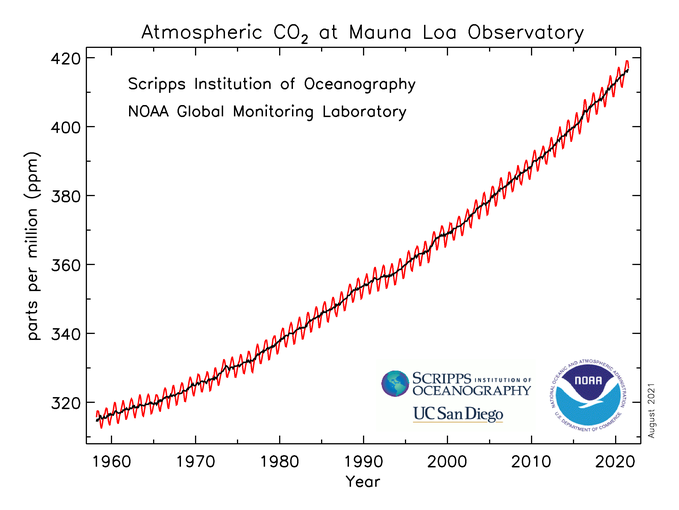 Atmospheric CO₂ at Mauna Loa Observatory
Scripps Institution of Oceanography
NOAA Global Monitoring Laboratory
parts per million (ppm)
420
400
380
360
340
320
1960 1970 1980 1990 2000 2010 2020
Year
SCRIPPS INSTITUTION OF
OCEANOGRAPHY
UC San Diego
NATIONAL OCEANIC AND ATMOSPHERIC ADMINISTRATION
NOAA
U.S. DEPARTMENT OF COMMERCE
August 2021